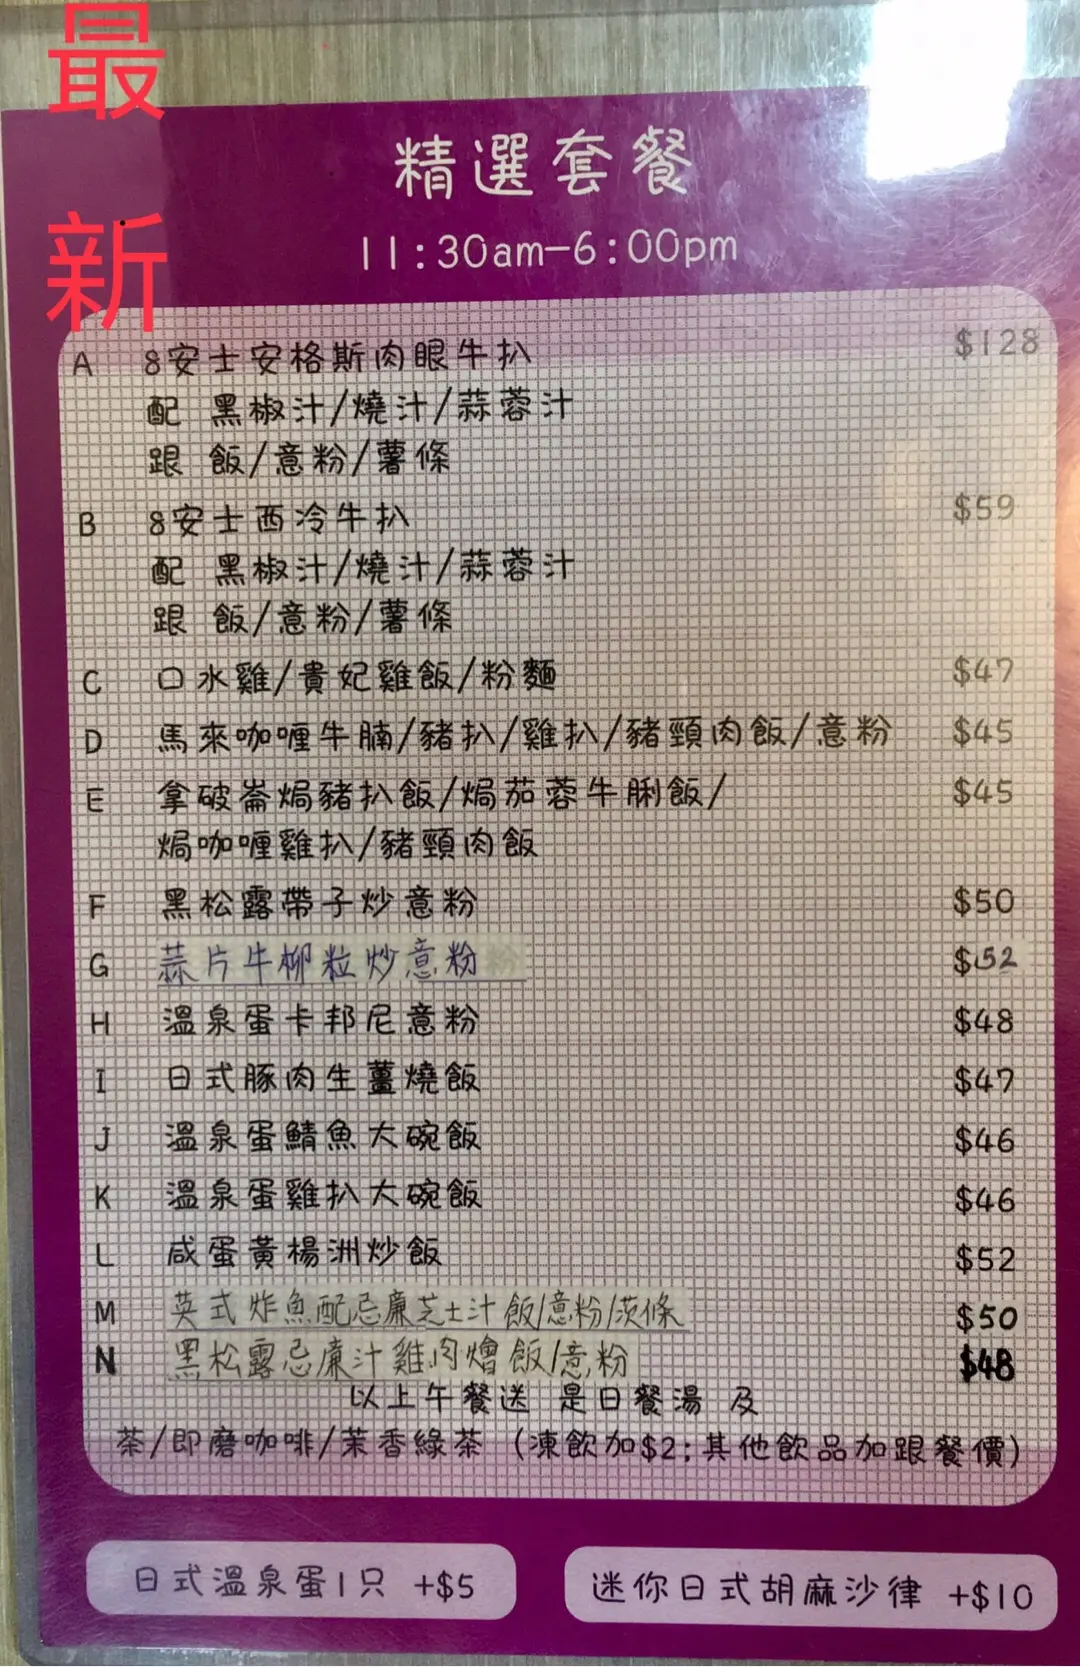 最新
精選套餐
11:30am-6:00pm
A 8安士安格斯肉眼牛扒 $128
配 黑椒汁/燒汁/蒜蓉汁
跟 飯/意粉/薯條
B 8安士西冷牛扒 $59
配 黑椒汁/燒汁/蒜蓉汁
跟 飯/意粉/薯條
C 口水雞/貴妃雞飯/粉麵 $47
D 馬來咖喱牛腩/豬扒/雞扒/豬頸肉飯/意粉 $45
E 拿破崙焗豬扒飯/焗茄蓉牛脷飯/ $45
焗咖喱雞扒/豬頸肉飯
F 黑松露帶子炒意粉 $50
G 蒜片牛柳粒炒意粉 $52
H 溫泉蛋卡邦尼意粉 $48
I 日式豚肉生薑燒飯 $47
J 溫泉蛋鯖魚大碗飯 $46
K 溫泉蛋雞扒大碗飯 $46
L 咸蛋黃楊洲炒飯 $52
M 英式炸魚配忌廉芝士汁飯/意粉/茨條 $50
N 黑松露忌廉汁雞肉燴飯/意粉 $48
以上午餐送 是日餐湯 及
茶/即磨咖啡/茉香綠茶 (凍飲加$2;其他飲品加跟餐價)
日式溫泉蛋1只 +$5
迷你日式胡麻沙律 +$10